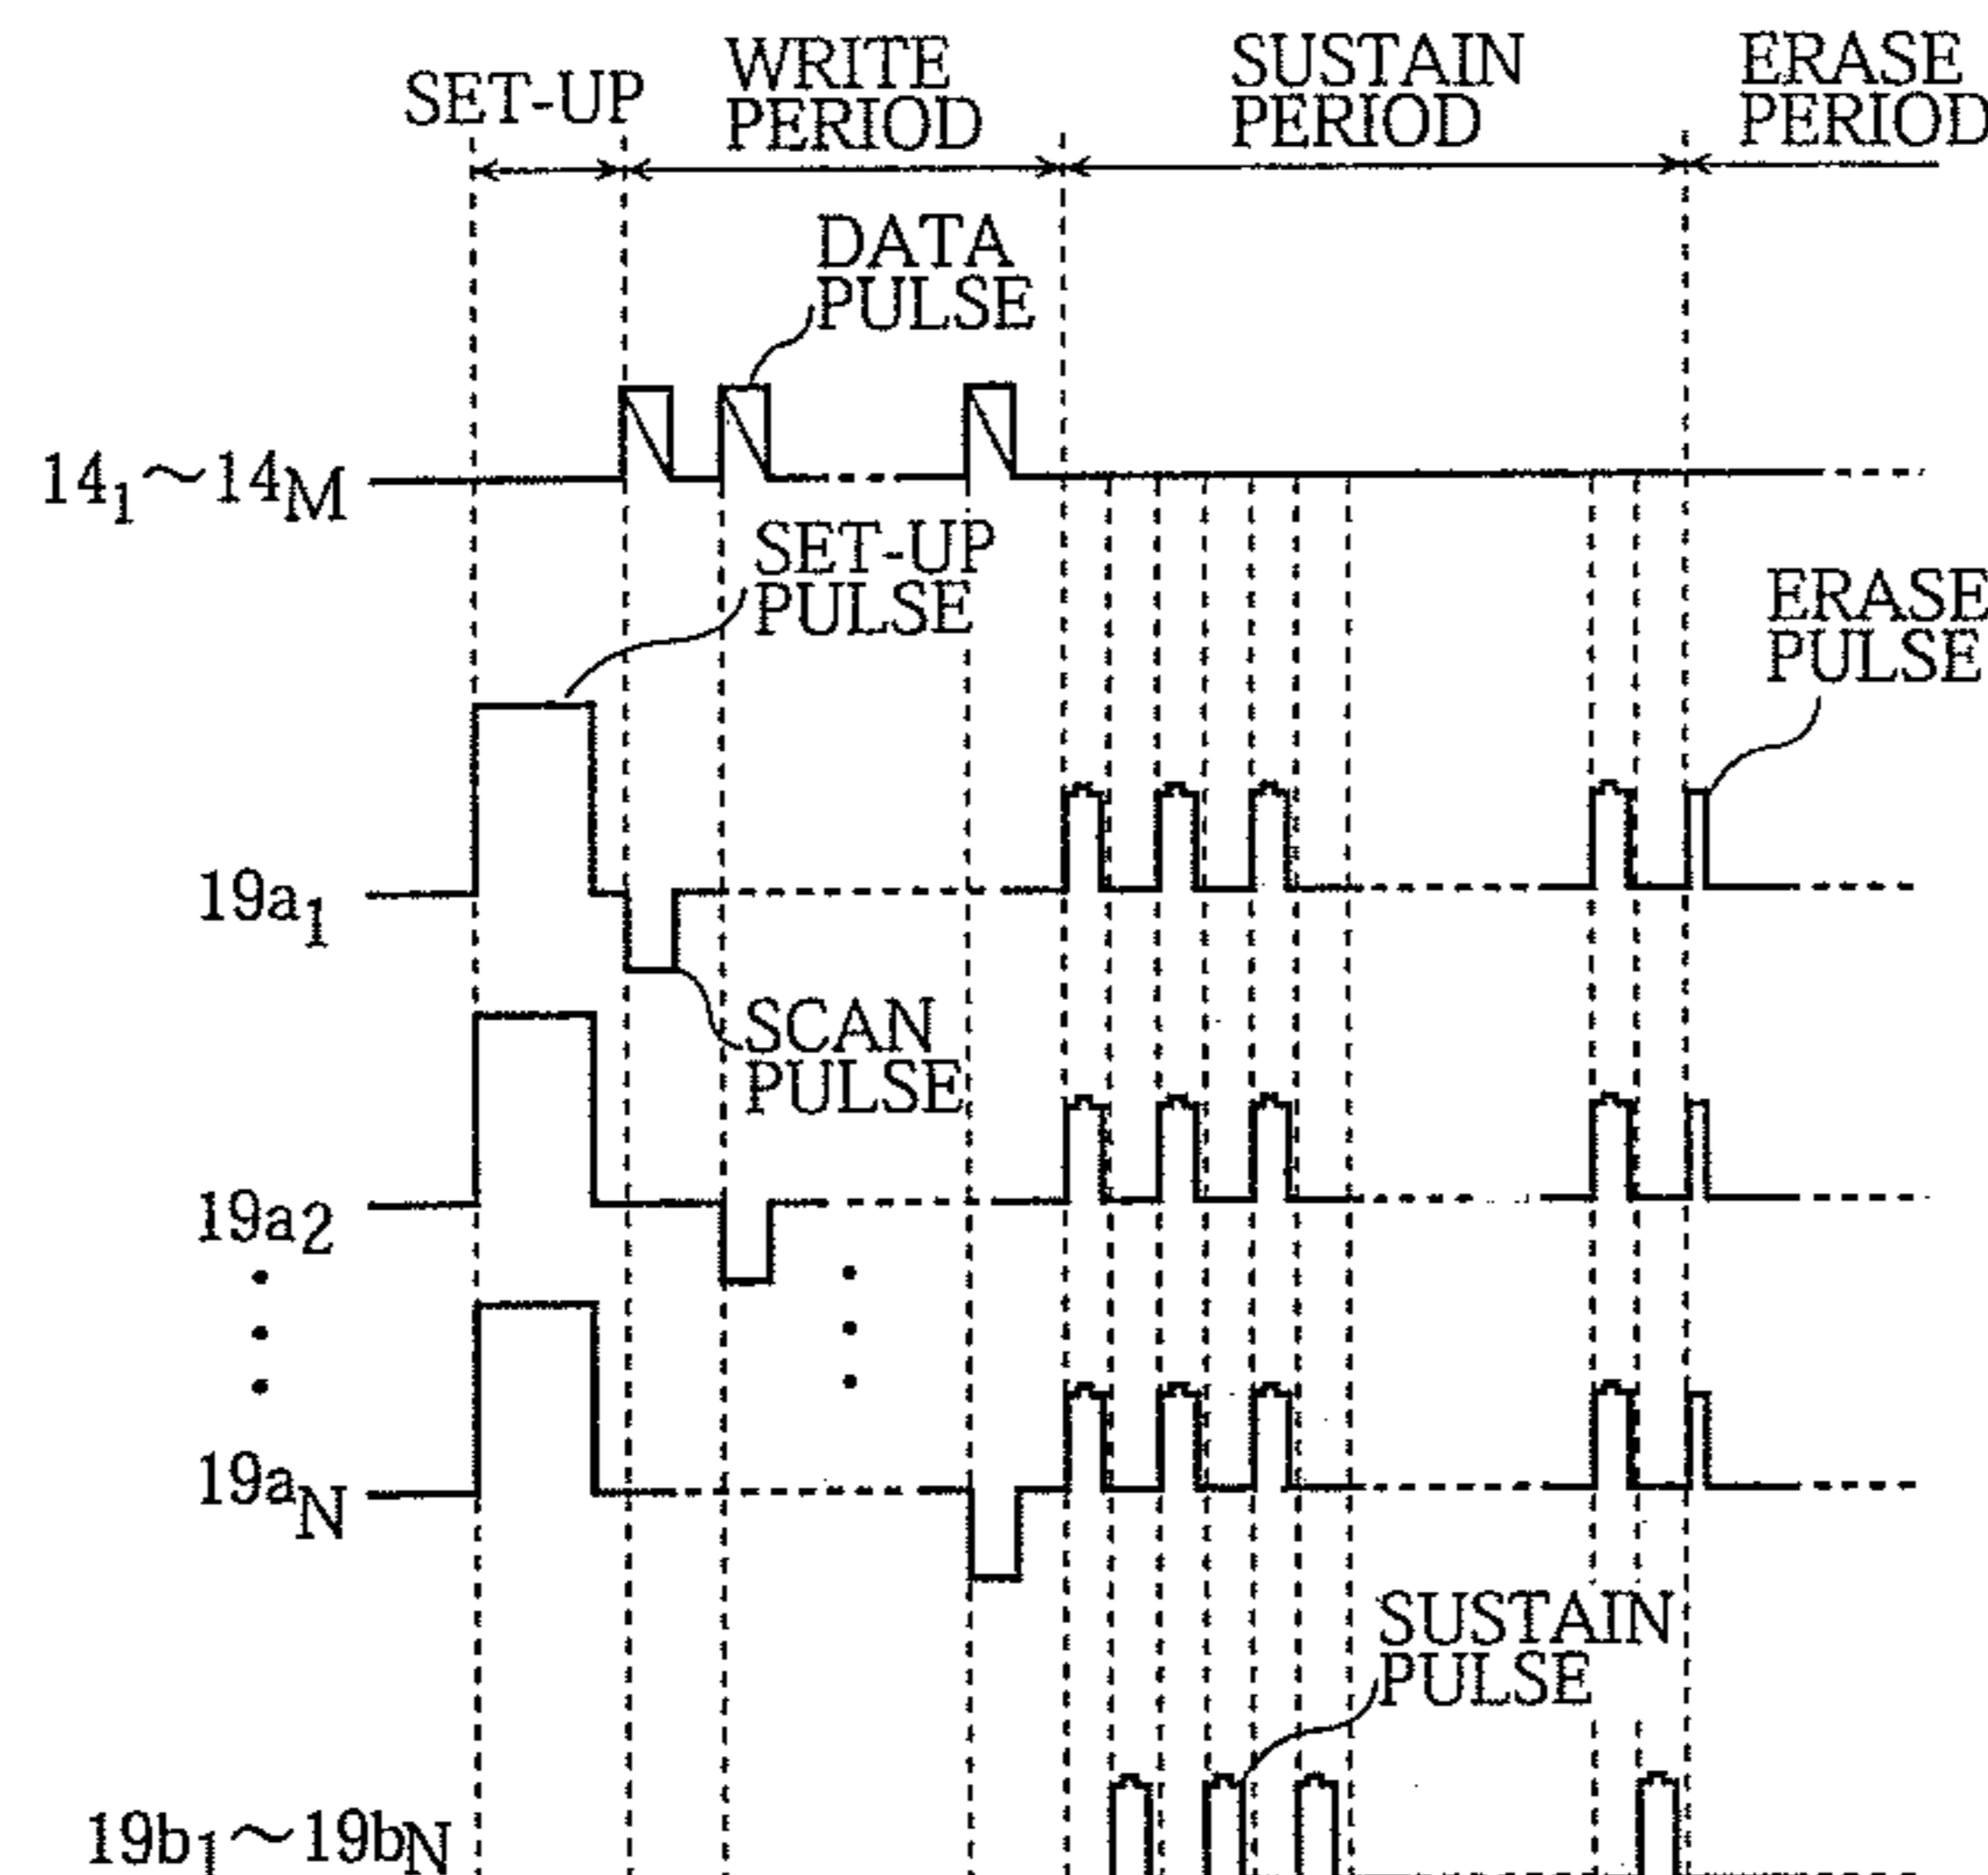 SET-UP
WRITE
PERIOD
SUSTAIN
PERIOD
ERASE
PERIOD
DATA
PULSE
14₁~14M
SET-UP
PULSE
ERASE
PULSE
19a₁
SCAN
PULSE
19a₂
19aN
SUSTAIN
PULSE
19b₁~19bN